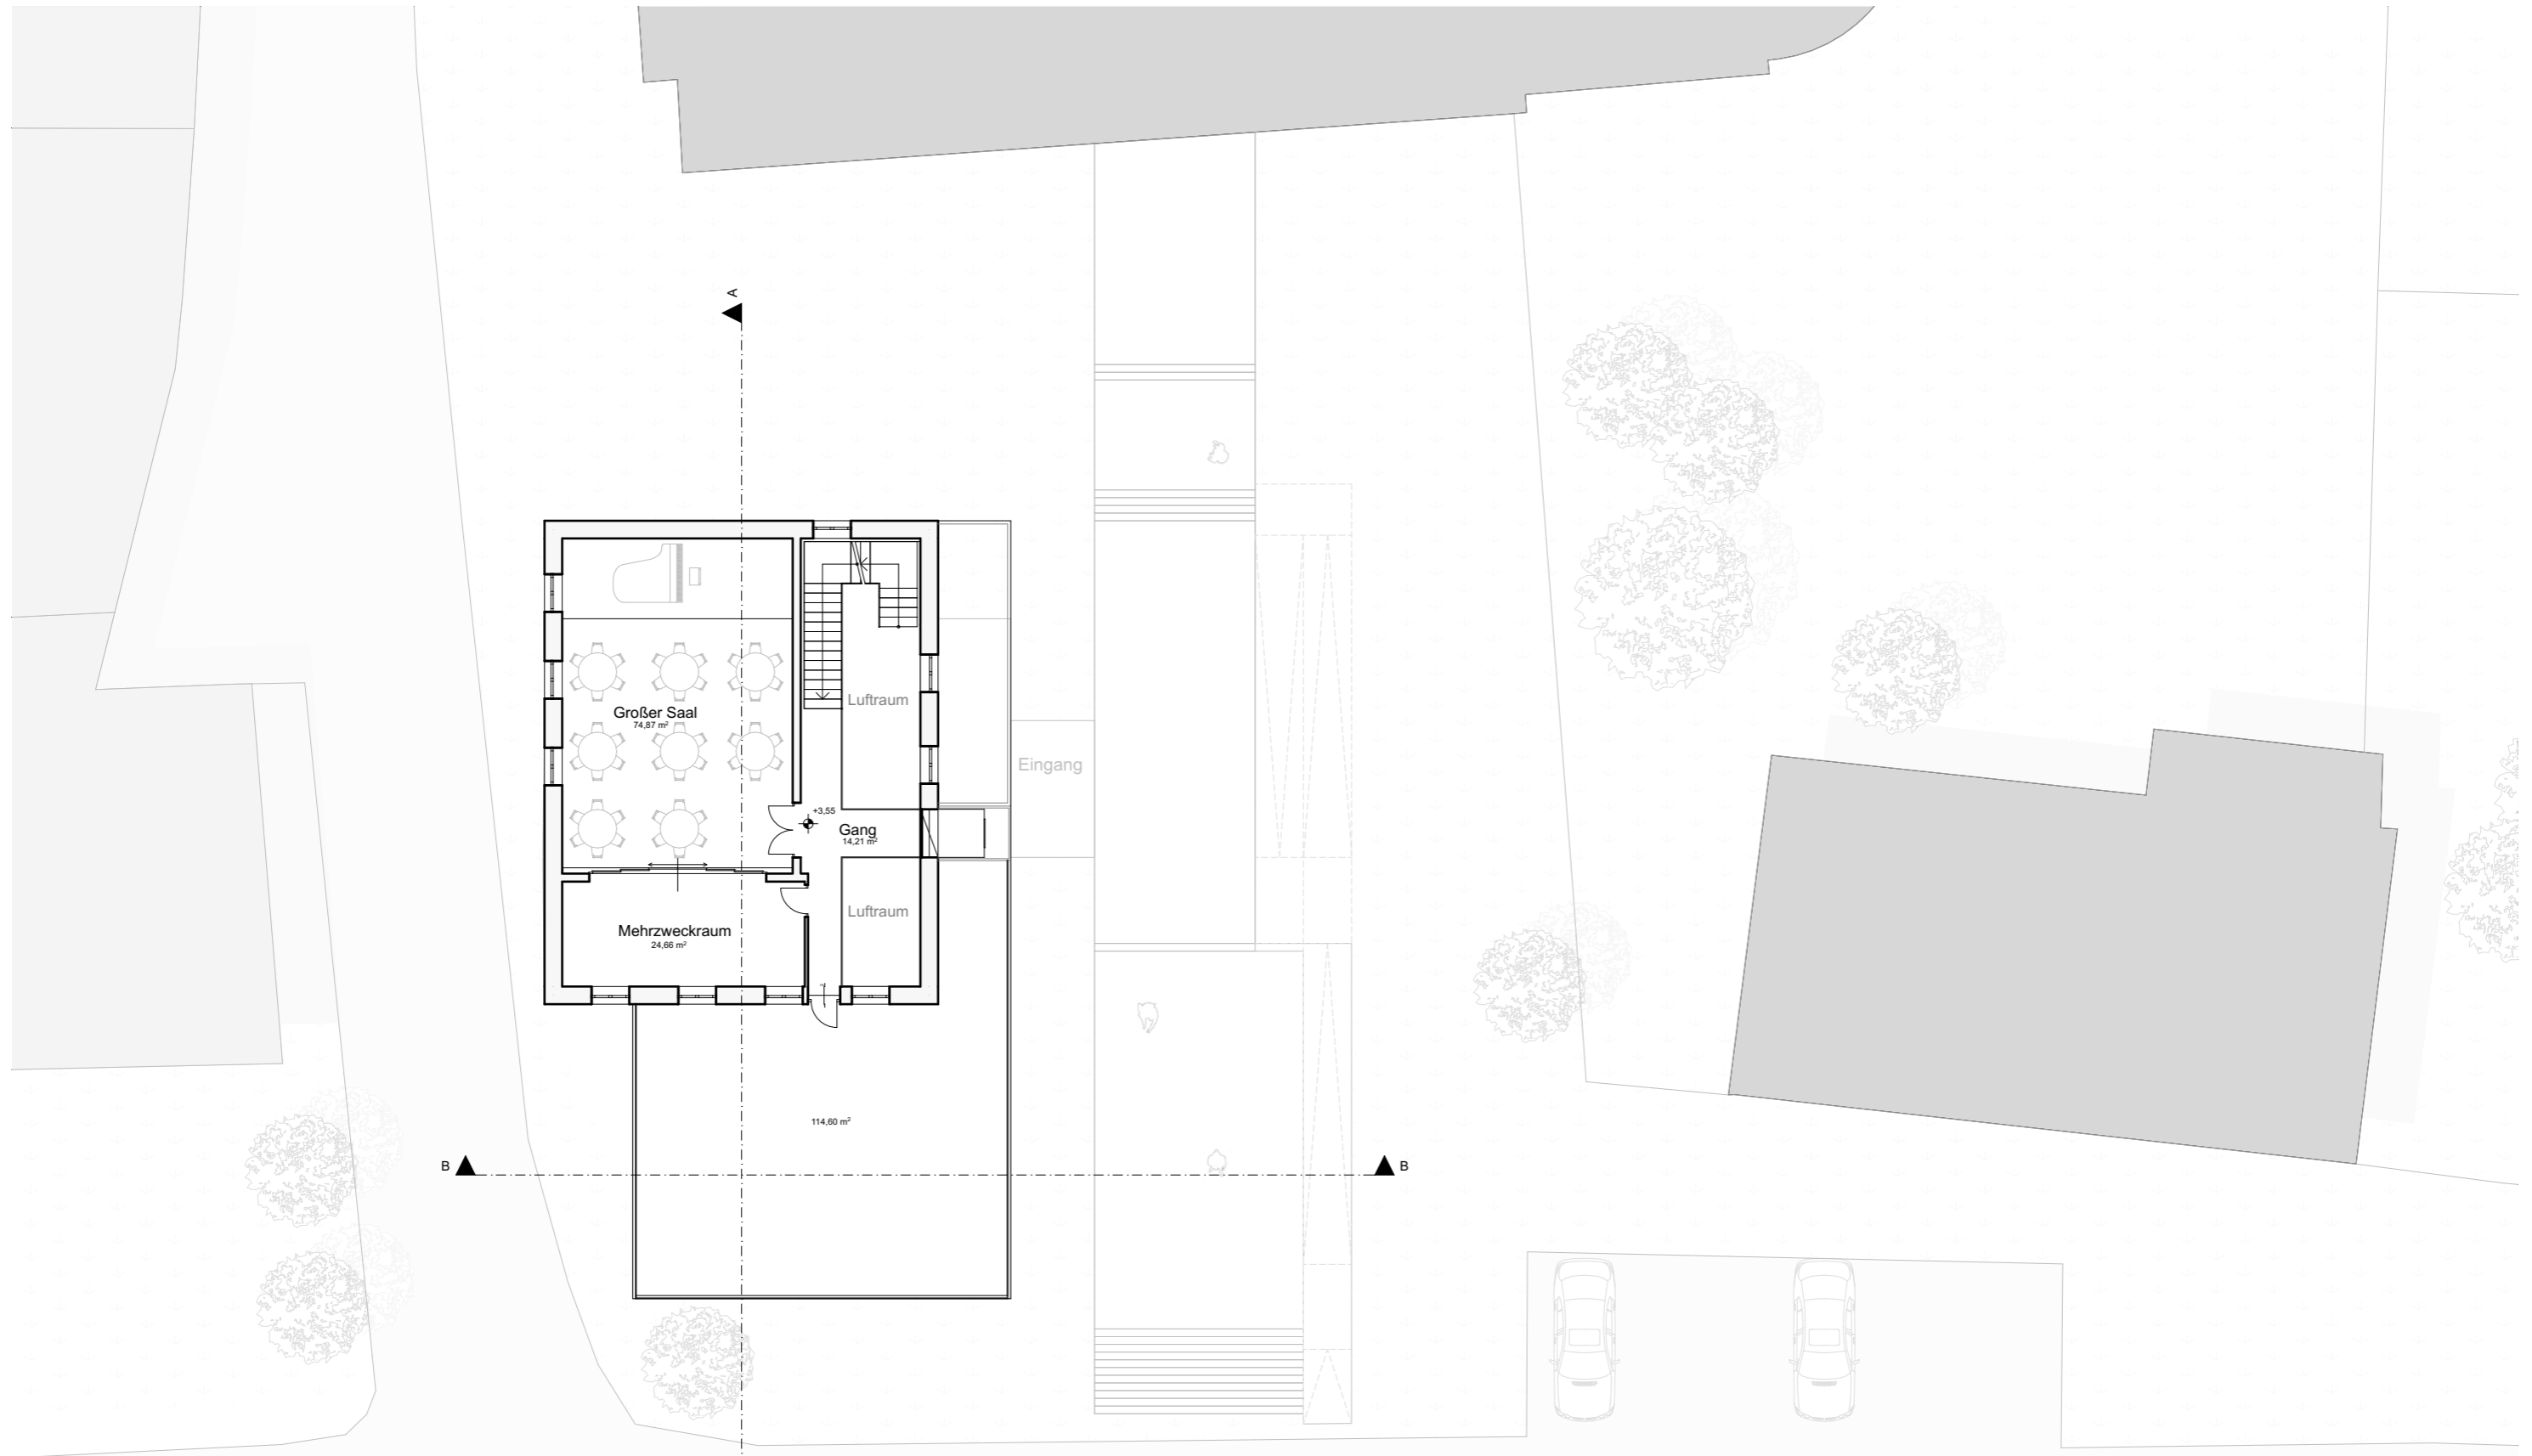 A
Luftraum
Großer Saal
74,87 m²
Eingang
+3,55
Gang
14,21 m²
Luftraum
Mehrzweckraum
24,66 m²
114,60 m²
B
B